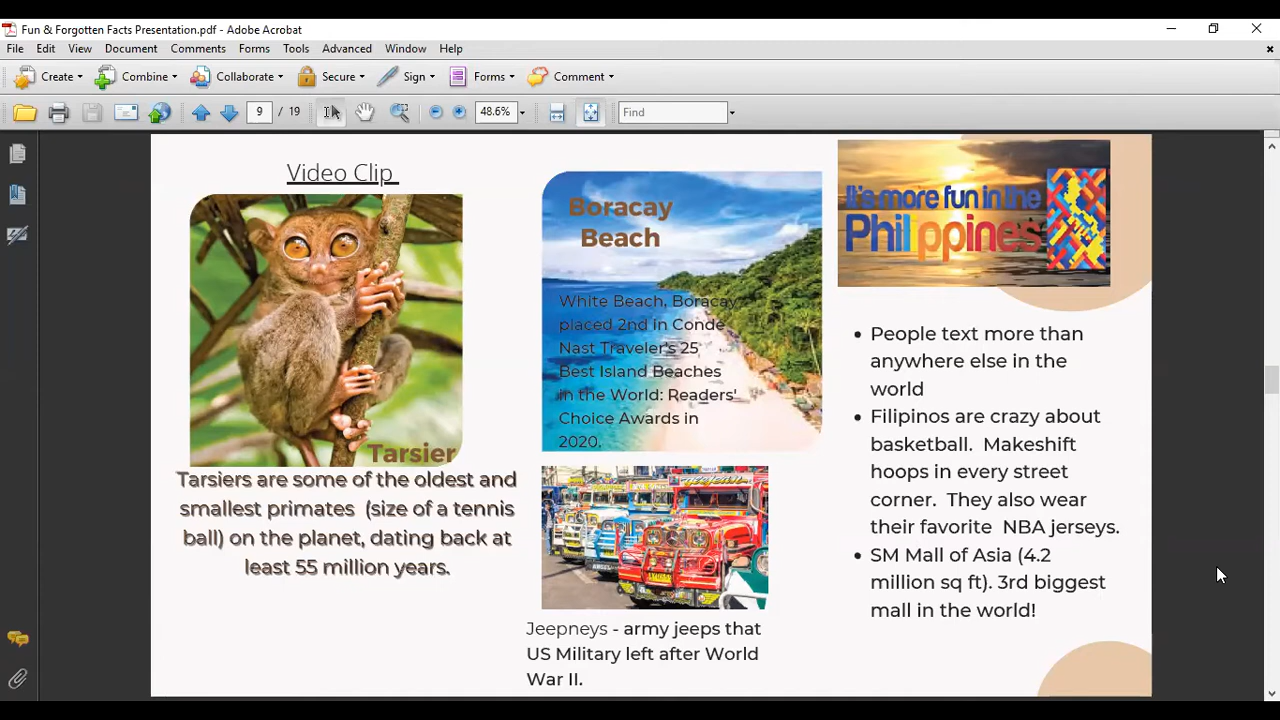 Fun & Forgotten Facts Presentation.pdf - Adobe Acrobat
File Edit View Document Comments Forms Tools Advanced Window Help
Create Combine Collaborate Secure Sign Forms Comment
9 / 19 48.6% Find
Video Clip
Tarsier
Tarsiers are some of the oldest and
smallest primates (size of a tennis
ball) on the planet, dating back at
least 55 million years.
Boracay
Beach
White Beach, Boracay
placed 2nd in Conde
Nast Traveler's 25
Best Island Beaches
in the World: Readers'
Choice Awards in
2020.
Jeepneys - army jeeps that
US Military left after World
War II.
It's more fun in the
Philippines
People text more than
anywhere else in the
world
Filipinos are crazy about
basketball. Makeshift
hoops in every street
corner. They also wear
their favorite NBA jerseys.
SM Mall of Asia (4.2
million sq ft). 3rd biggest
mall in the world!